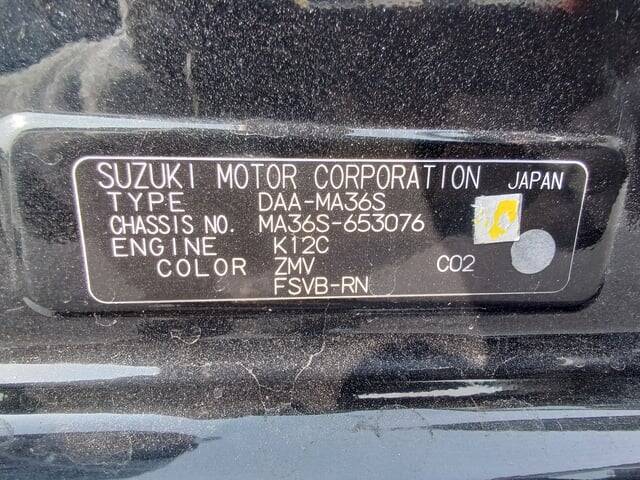 SUZUKI MOTOR CORPORATION JAPAN
TYPE DAA-MA36S
CHASSIS NO. MA36S-653076
ENGINE K12C
COLOR ZMV C02
FSVB-RN